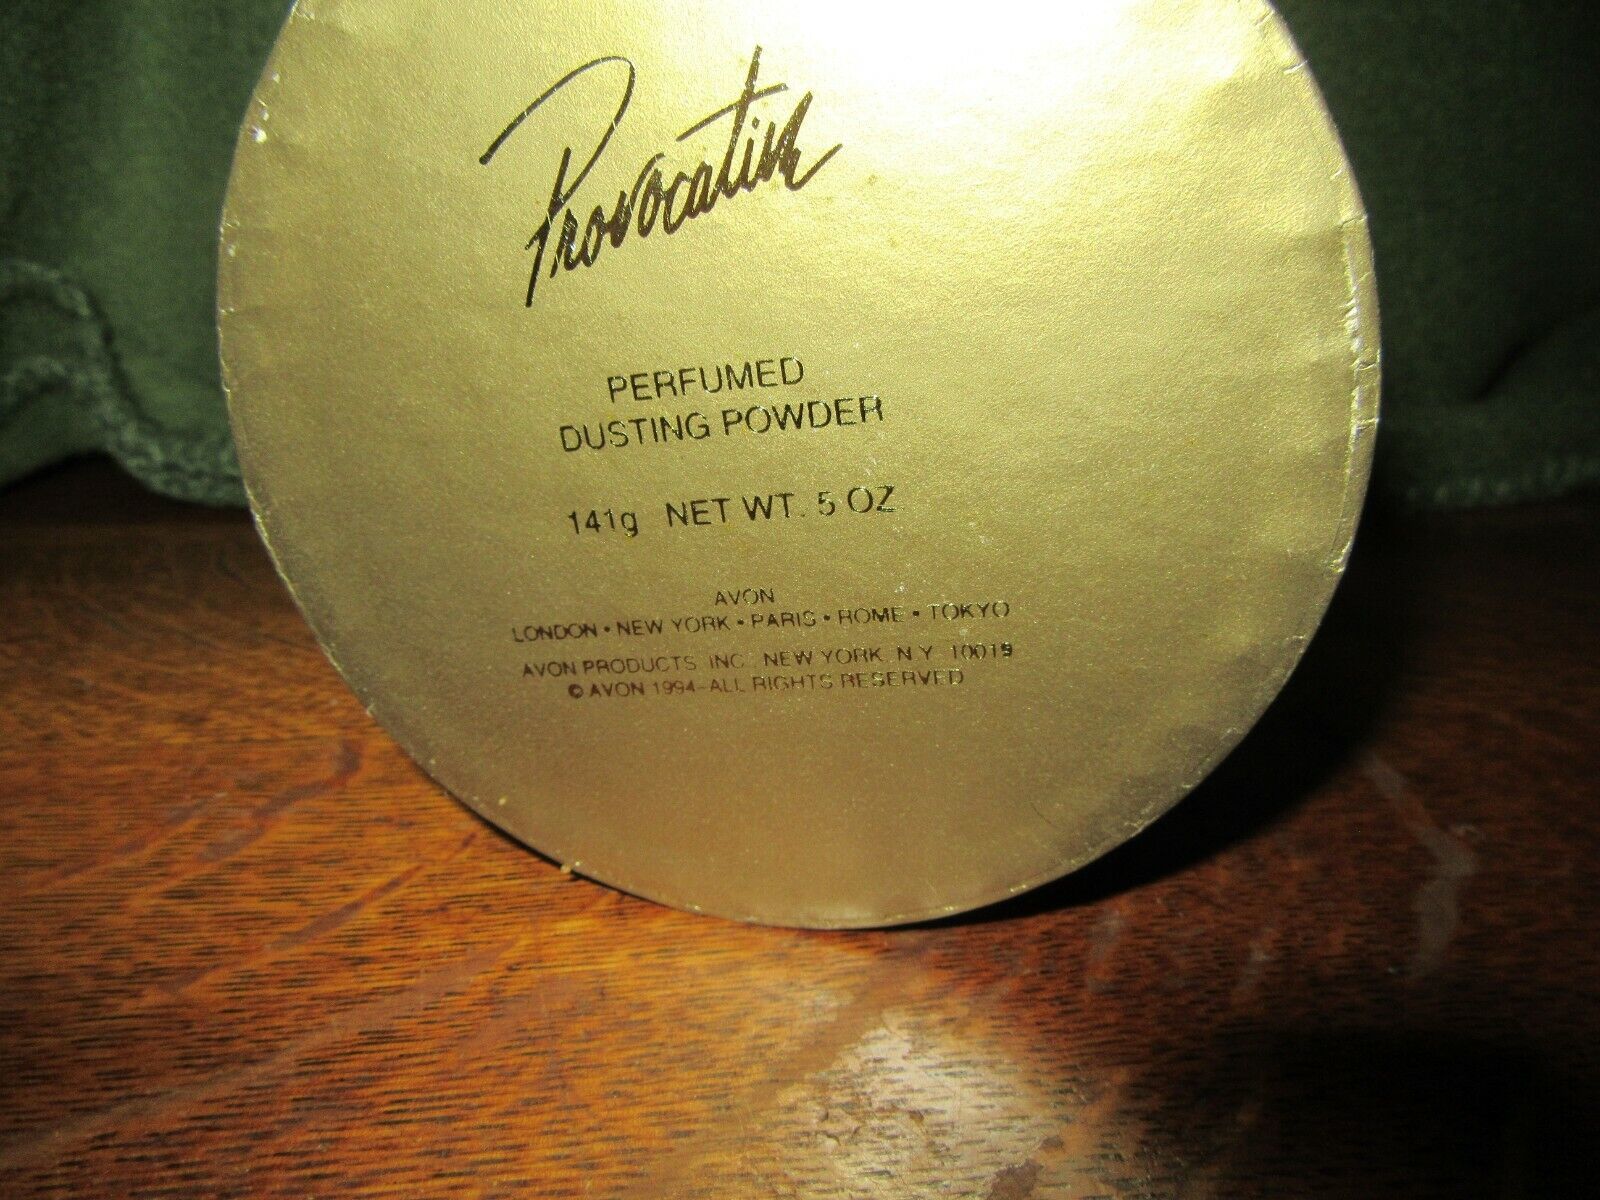 Provocative
PERFUMED
DUSTING POWDER
141g NET WT. 5 OZ
AVON
LONDON • NEW YORK • PARIS • ROME • TOKYO
AVON PRODUCTS, INC., NEW YORK, N.Y. 10019
© AVON 1994-ALL RIGHTS RESERVED